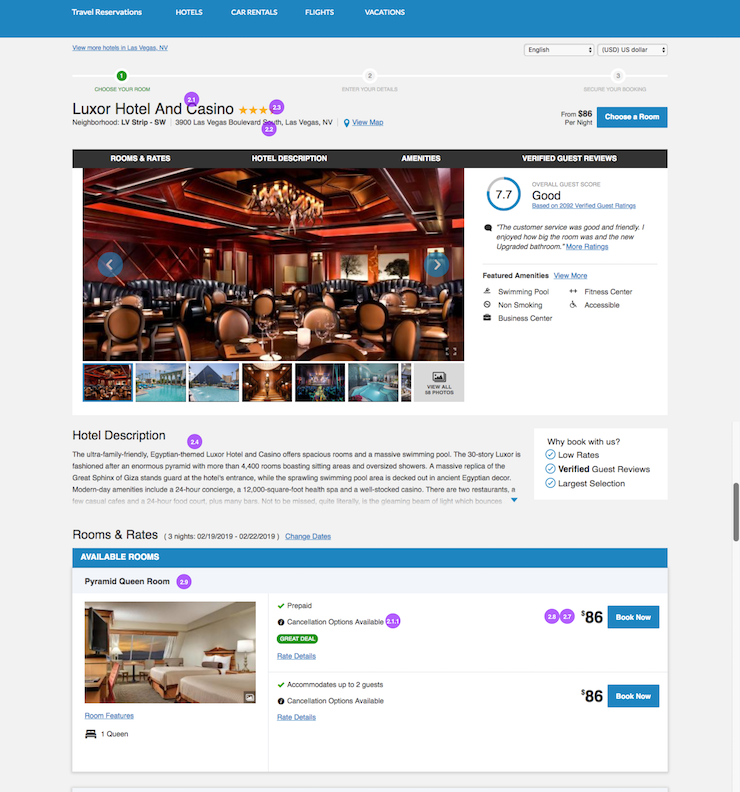 Travel Reservations HOTELS CAR RENTALS FLIGHTS VACATIONS
View more hotels in Las Vegas, NV English (USD) US dollar
1 2 3
CHOOSE YOUR ROOM ENTER YOUR DETAILS SECURE YOUR BOOKING
2.1
Luxor Hotel And Casino 2.3
Neighborhood: LV Strip - SW 3900 Las Vegas Boulevard South, Las Vegas, NV View Map
2.2
From $86
Per Night
Choose a Room
ROOMS & RATES HOTEL DESCRIPTION AMENITIES VERIFIED GUEST REVIEWS
7.7
OVERALL GUEST SCORE
Good
Based on 2092 Verified Guest Ratings
"The customer service was good and friendly. I
enjoyed how big the room was and the new
Upgraded bathroom." More Ratings
Featured Amenities View More
Swimming Pool Fitness Center
Non Smoking Accessible
Business Center
VIEW ALL
58 PHOTOS
Hotel Description 2.4
The ultra-family-friendly, Egyptian-themed Luxor Hotel and Casino offers spacious rooms and a massive swimming pool. The 30-story Luxor is
fashioned after an enormous pyramid with more than 4,400 rooms boasting sitting areas and oversized showers. A massive replica of the
Great Sphinx of Giza stands guard at the hotel's entrance, while the sprawling swimming pool area is decked out in ancient Egyptian decor.
Modern-day amenities include a 24-hour concierge, a 12,000-square-foot health spa and a well-stocked casino. There are two restaurants, a
few casual cafes and a 24-hour food court, plus many bars. Not to be missed, quite literally, is the gleaming beam of light which bounces
Why book with us?
Low Rates
Verified Guest Reviews
Largest Selection
Rooms & Rates ( 3 nights: 02/19/2019 - 02/22/2019 ) Change Dates
AVAILABLE ROOMS
Pyramid Queen Room 2.9
Prepaid
Cancellation Options Available 2.1.1
GREAT DEAL
Rate Details
2.8 2.7 $86 Book Now
Accommodates up to 2 guests
Cancellation Options Available
Rate Details
$86 Book Now
Room Features
1 Queen